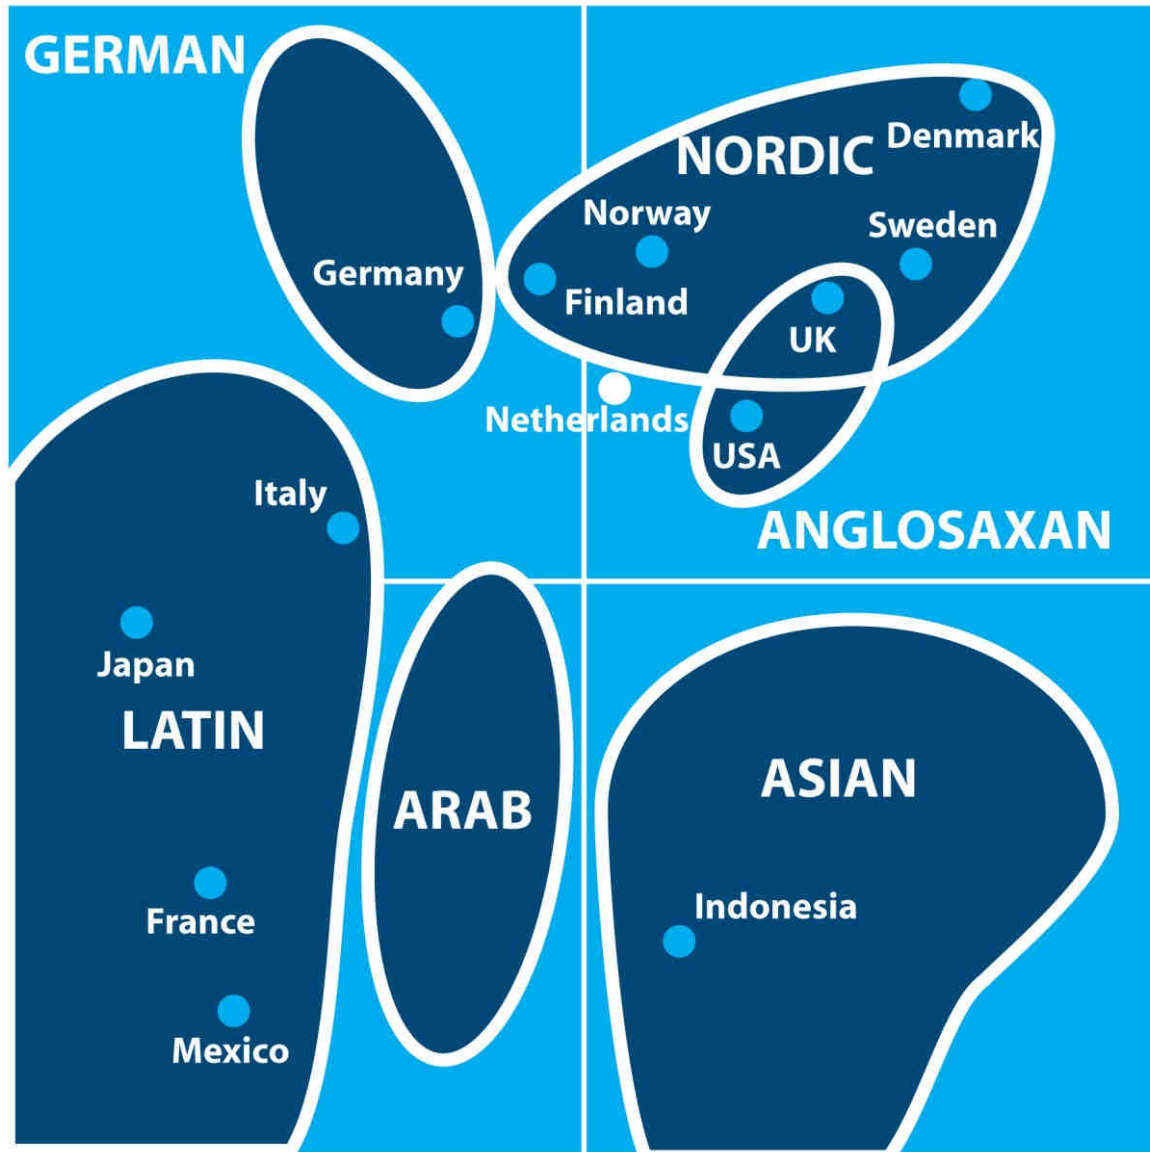 GERMAN
NORDIC
Denmark
Norway
Sweden
Germany
Finland
UK
Netherlands
USA
Italy
ANGLOSAXAN
Japan
LATIN
ARAB
ASIAN
France
Indonesia
Mexico